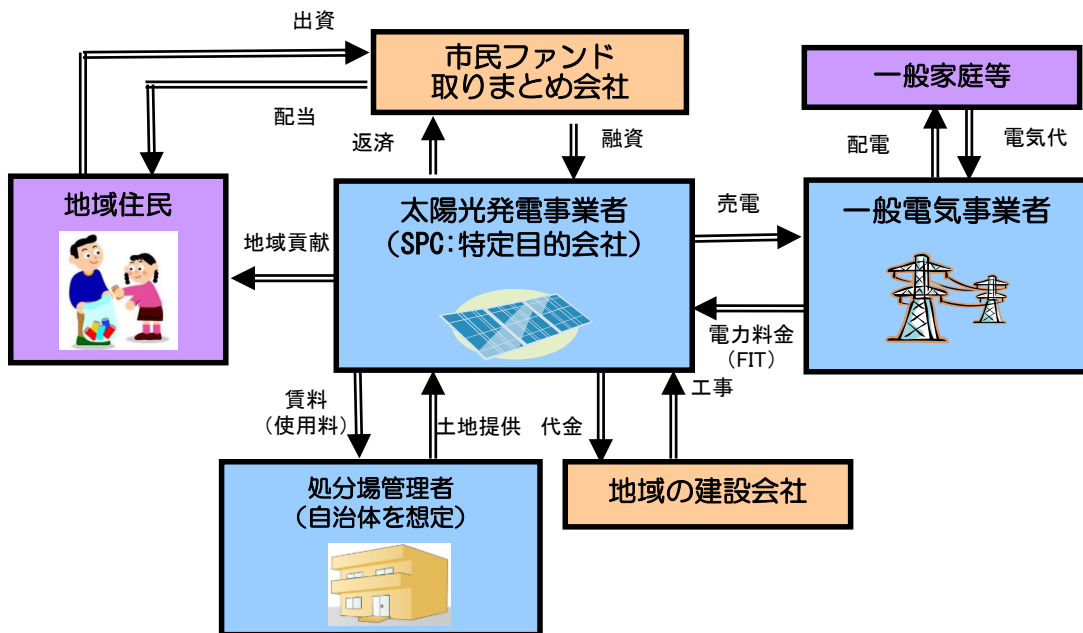 出資
市民ファンド
取りまとめ会社
一般家庭等
配当
返済
融資
配電
電気代
地域住民
太陽光発電事業者
（SPC:特定目的会社）
売電
一般電気事業者
地域貢献
電力料金
（FIT）
賃料
（使用料）
土地提供
代金
工事
処分場管理者
（自治体を想定）
地域の建設会社